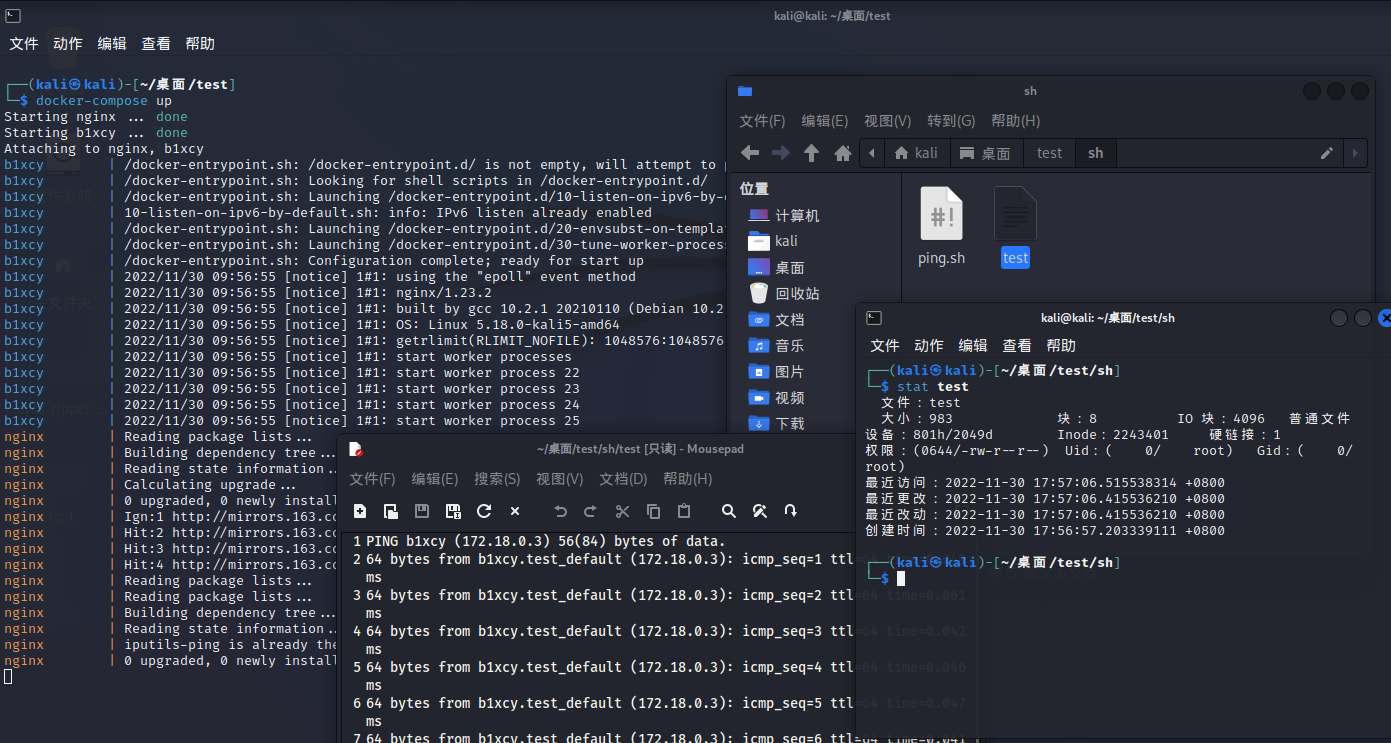 kali@kali: ~/桌面/test
文件 动作 编辑 查看 帮助
┌──(kali㉿kali)-[~/桌面/test]
└─$ docker-compose up
Starting nginx ... done
Starting b1xcy ... done
Attaching to nginx, b1xcy
b1xcy | /docker-entrypoint.sh: /docker-entrypoint.d/ is not empty, will attempt to
b1xcy | /docker-entrypoint.sh: Looking for shell scripts in /docker-entrypoint.d/
b1xcy | /docker-entrypoint.sh: Launching /docker-entrypoint.d/10-listen-on-ipv6-by-
b1xcy | 10-listen-on-ipv6-by-default.sh: info: IPv6 listen already enabled
b1xcy | /docker-entrypoint.sh: Launching /docker-entrypoint.d/20-envsubst-on-templa
b1xcy | /docker-entrypoint.sh: Launching /docker-entrypoint.d/30-tune-worker-proces
b1xcy | /docker-entrypoint.sh: Configuration complete; ready for start up
b1xcy | 2022/11/30 09:56:55 [notice] 1#1: using the "epoll" event method
b1xcy | 2022/11/30 09:56:55 [notice] 1#1: nginx/1.23.2
b1xcy | 2022/11/30 09:56:55 [notice] 1#1: built by gcc 10.2.1 20210110 (Debian 10.2
b1xcy | 2022/11/30 09:56:55 [notice] 1#1: OS: Linux 5.18.0-kali5-amd64
b1xcy | 2022/11/30 09:56:55 [notice] 1#1: getrlimit(RLIMIT_NOFILE): 1048576:1048576
b1xcy | 2022/11/30 09:56:55 [notice] 1#1: start worker processes
b1xcy | 2022/11/30 09:56:55 [notice] 1#1: start worker process 22
b1xcy | 2022/11/30 09:56:55 [notice] 1#1: start worker process 23
b1xcy | 2022/11/30 09:56:55 [notice] 1#1: start worker process 24
b1xcy | 2022/11/30 09:56:55 [notice] 1#1: start worker process 25
nginx | Reading package lists...
nginx | Building dependency tree...
nginx | Reading state information..
nginx | Calculating upgrade...
nginx | 0 upgraded, 0 newly install
nginx | Ign:1 http://mirrors.163.co
nginx | Hit:2 http://mirrors.163.co
nginx | Hit:3 http://mirrors.163.co
nginx | Hit:4 http://mirrors.163.co
nginx | Reading package lists...
nginx | Reading package lists...
nginx | Building dependency tree...
nginx | Reading state information..
nginx | iputils-ping is already the
nginx | 0 upgraded, 0 newly install
sh
文件(F) 编辑(E) 视图(V) 转到(G) 帮助(H)
kali 桌面 test sh
位置
计算机
kali
桌面
回收站
文档
音乐
图片
视频
下载
#!
ping.sh
test
~/桌面/test/sh/test [只读] - Mousepad
文件(F) 编辑(E) 搜索(S) 视图(V) 文档(D) 帮助(H)
1 PING b1xcy (172.18.0.3) 56(84) bytes of data.
2 64 bytes from b1xcy.test_default (172.18.0.3): icmp_seq=1 ttl=64
ms
3 64 bytes from b1xcy.test_default (172.18.0.3): icmp_seq=2 ttl=64 time=0.061
ms
4 64 bytes from b1xcy.test_default (172.18.0.3): icmp_seq=3 ttl=64 time=0.042
ms
5 64 bytes from b1xcy.test_default (172.18.0.3): icmp_seq=4 ttl=64 time=0.046
ms
6 64 bytes from b1xcy.test_default (172.18.0.3): icmp_seq=5 ttl=64 time=0.047
ms
7 64 bytes from b1xcy.test_default (172.18.0.3): icmp_seq=6 ttl=64 time=0.041
kali@kali: ~/桌面/test/sh
文件 动作 编辑 查看 帮助
┌──(kali㉿kali)-[~/桌面/test/sh]
└─$ stat test
文件：test
大小：983 块：8 IO 块：4096 普通文件
设备：801h/2049d Inode：2243401 硬链接：1
权限：(0644/-rw-r--r--) Uid：( 0/ root) Gid：( 0/
root)
最近访问：2022-11-30 17:57:06.515538314 +0800
最近更改：2022-11-30 17:57:06.415536210 +0800
最近改动：2022-11-30 17:57:06.415536210 +0800
创建时间：2022-11-30 17:56:57.203339111 +0800
┌──(kali㉿kali)-[~/桌面/test/sh]
└─$